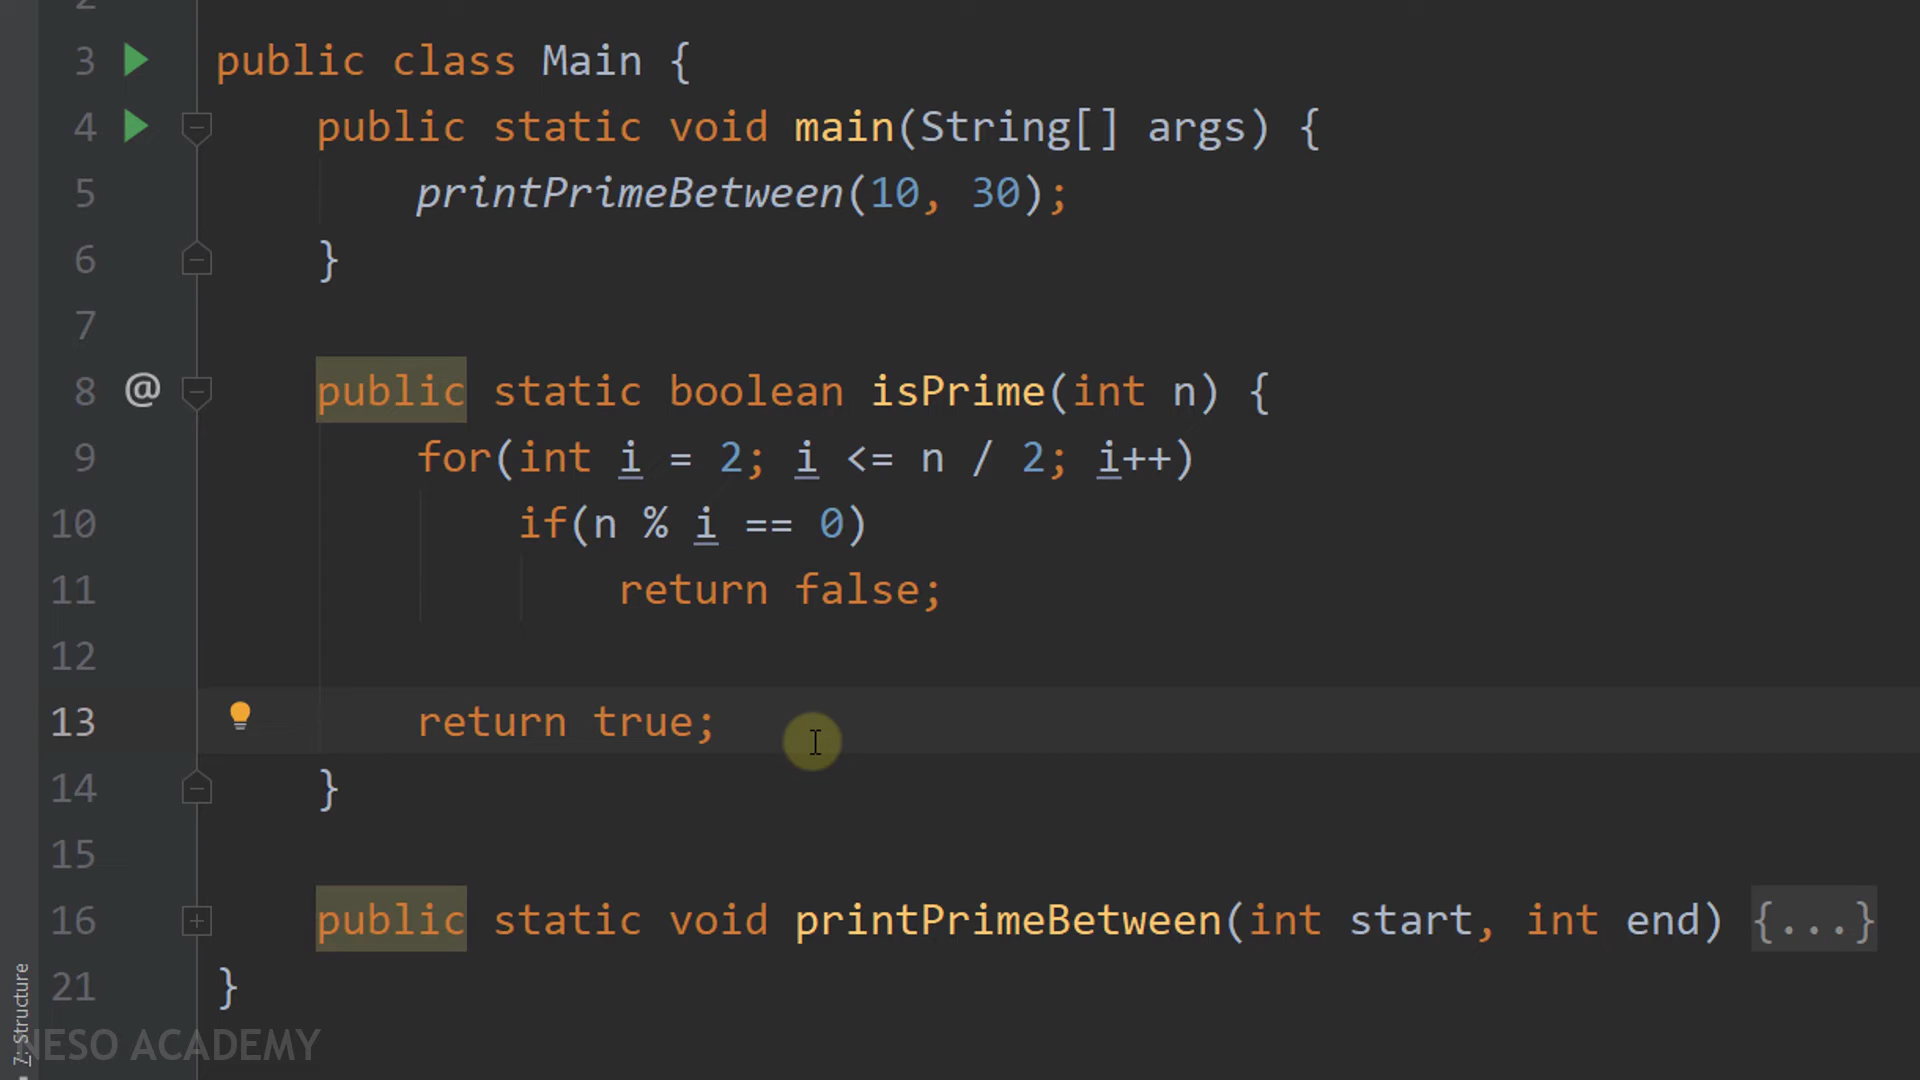 2
3 public class Main {
4 public static void main(String[] args) {
5 printPrimeBetween(10, 30);
6 }
7
8 @ public static boolean isPrime(int n) {
9 for(int i = 2; i <= n / 2; i++)
10 if(n % i == 0)
11 return false;
12
13 return true;
14 }
15
16 public static void printPrimeBetween(int start, int end) {...}
21 }
7: Structure
NESO ACADEMY